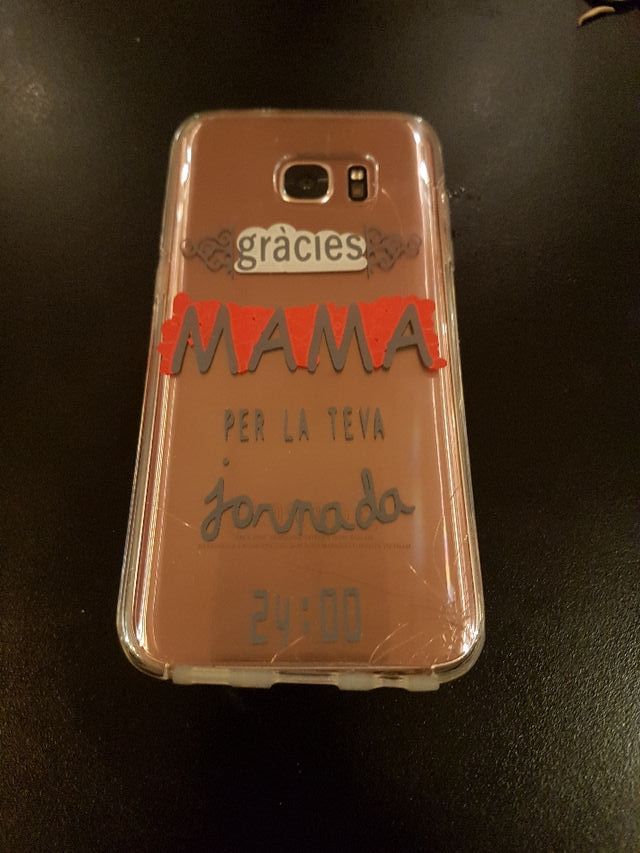 gràcies
MAMA
PER LA TEVA
jornada
24:00